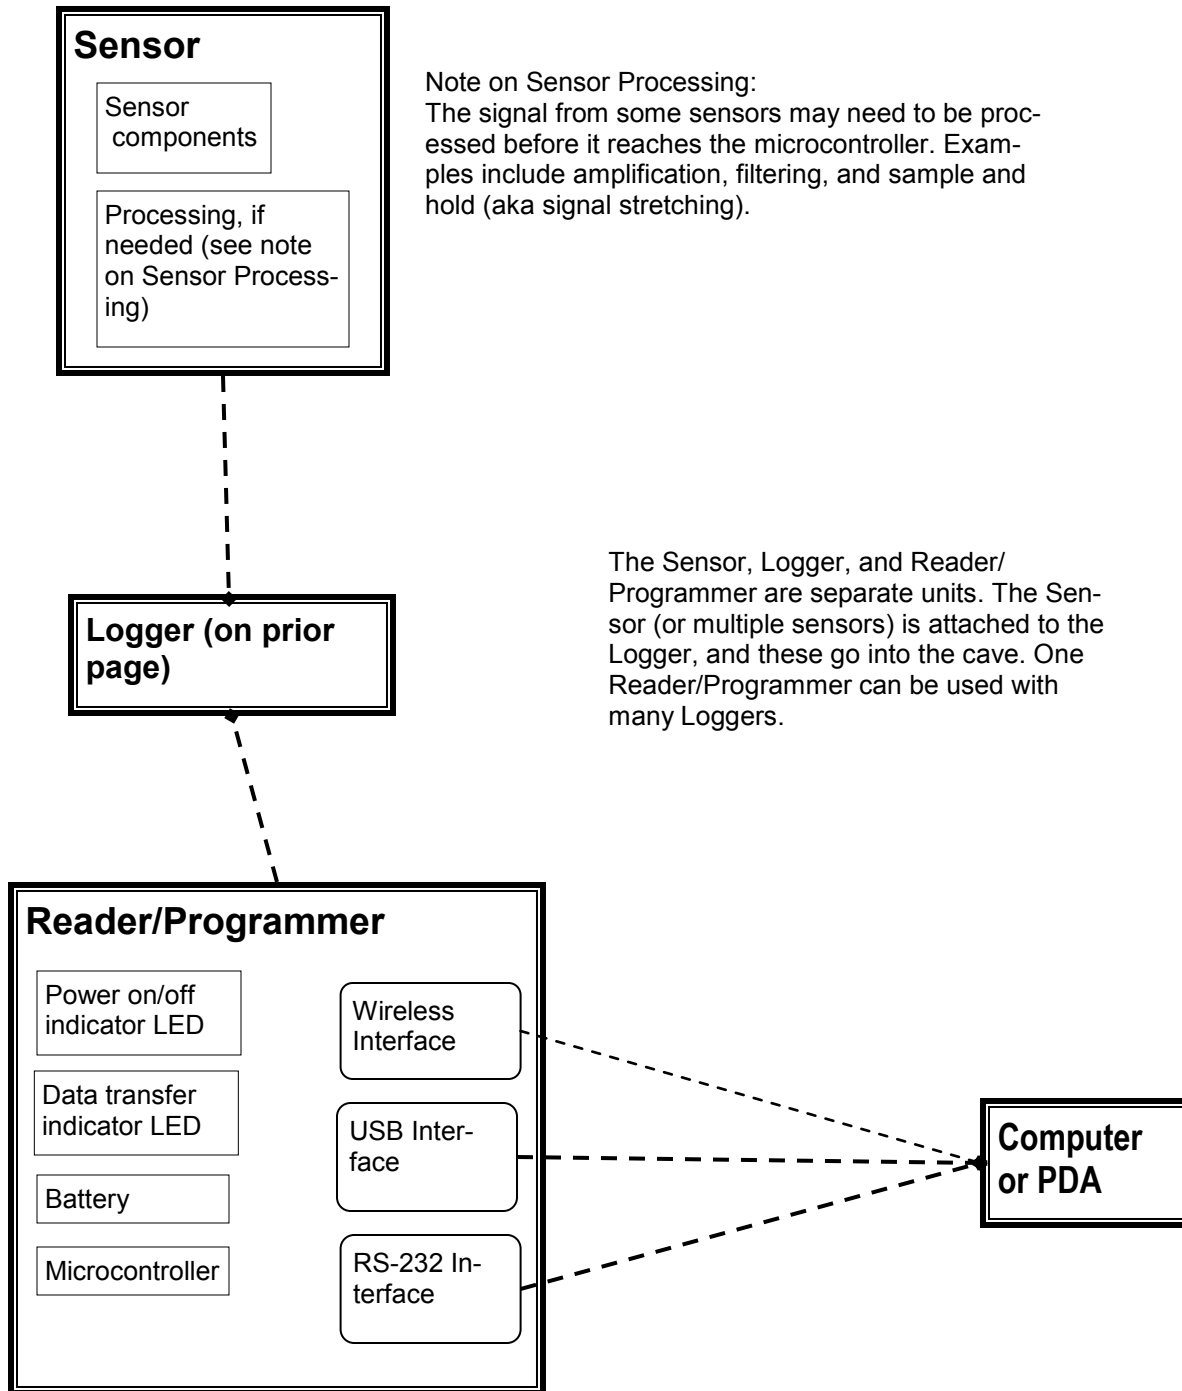 Sensor
Sensor
components
Processing, if
needed (see note
on Sensor Process-
ing)
Note on Sensor Processing:
The signal from some sensors may need to be proc-
essed before it reaches the microcontroller. Exam-
ples include amplification, filtering, and sample and
hold (aka signal stretching).
Logger (on prior
page)
The Sensor, Logger, and Reader/
Programmer are separate units. The Sen-
sor (or multiple sensors) is attached to the
Logger, and these go into the cave. One
Reader/Programmer can be used with
many Loggers.
Reader/Programmer
Power on/off
indicator LED
Data transfer
indicator LED
Battery
Microcontroller
Wireless
Interface
USB Inter-
face
RS-232 In-
terface
Computer
or PDA